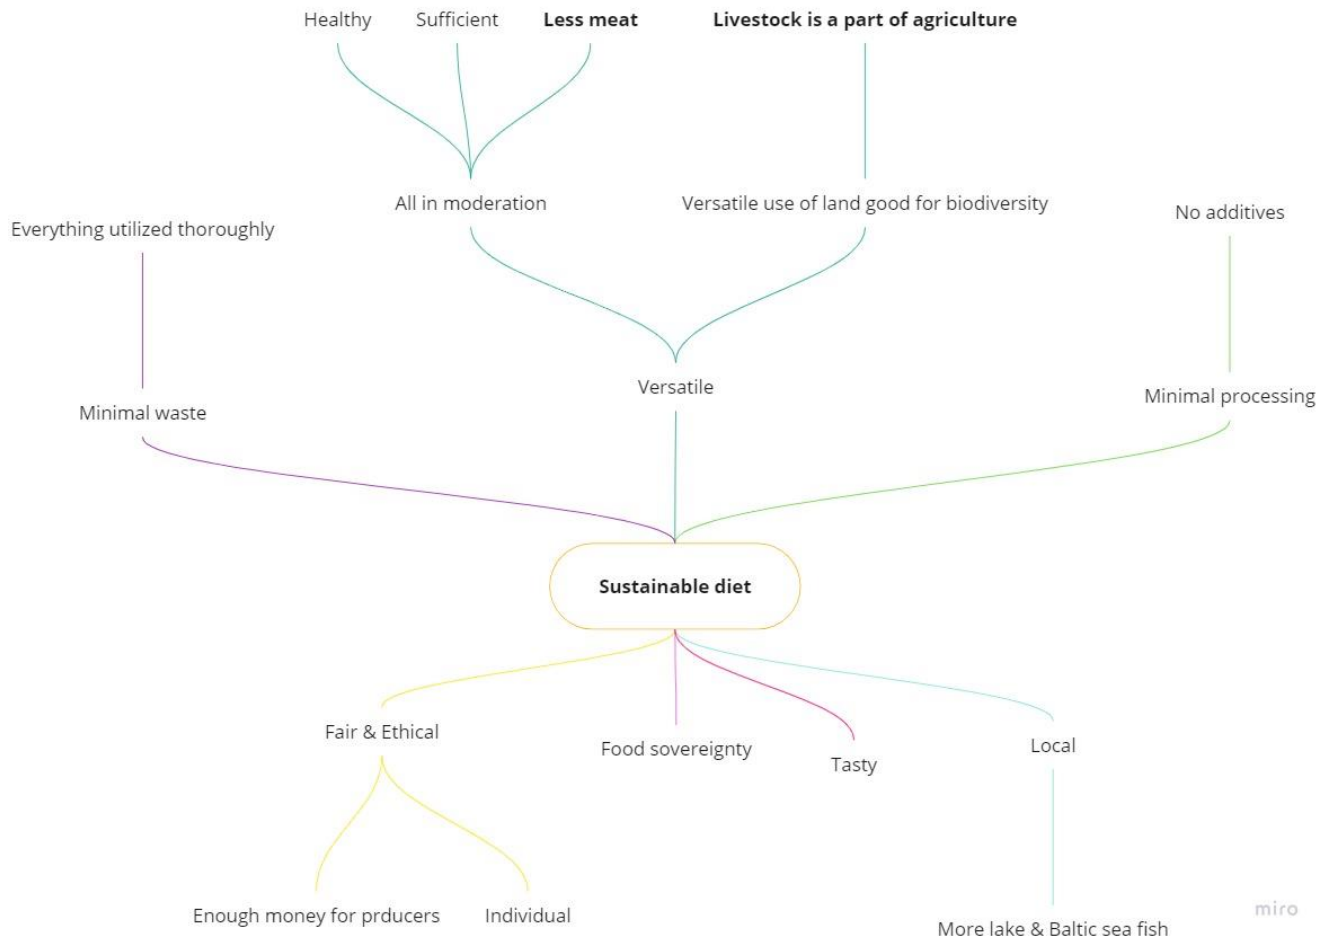 Healthy
Sufficient
Less meat
Livestock is a part of agriculture
All in moderation
Versatile use of land good for biodiversity
No additives
Everything utilized thoroughly
Versatile
Minimal processing
Minimal waste
Sustainable diet
Fair & Ethical
Food sovereignty
Tasty
Local
Enough money for prducers
Individual
More lake & Baltic sea fish
miro